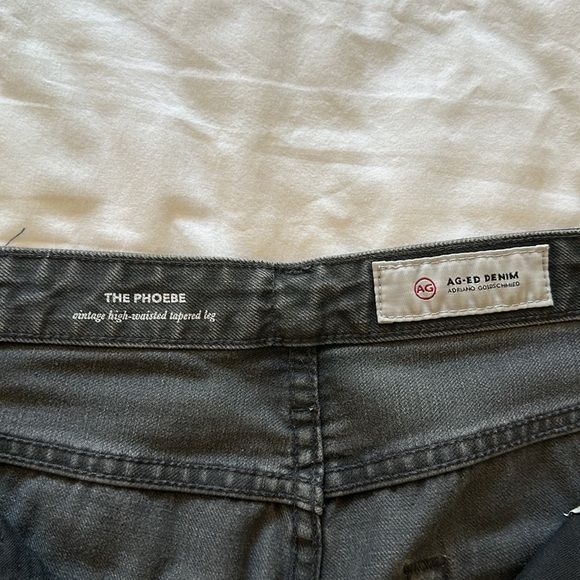 THE PHOEBE
vintage high-waisted tapered leg
AG
AG-ED DENIM
ADRIANO GOLDSCHMIED